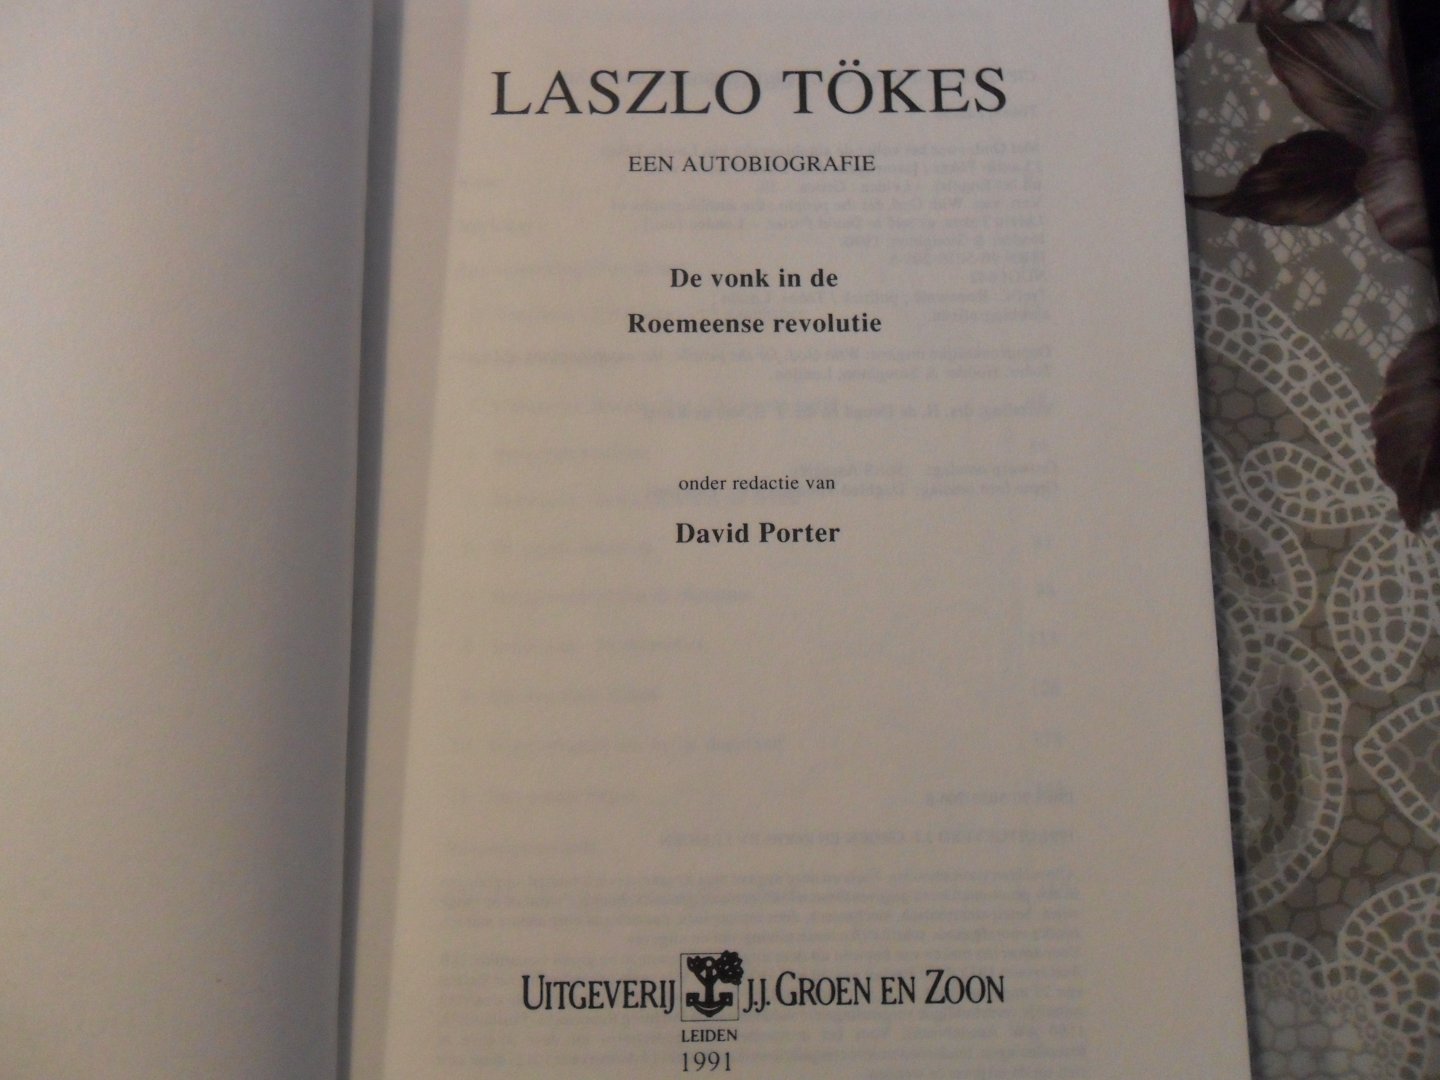 LASZLO TÖKES
EEN AUTOBIOGRAFIE
De vonk in de
Roemeense revolutie
onder redactie van
David Porter
UITGEVERIJ J.J. GROEN EN ZOON
LEIDEN
1991